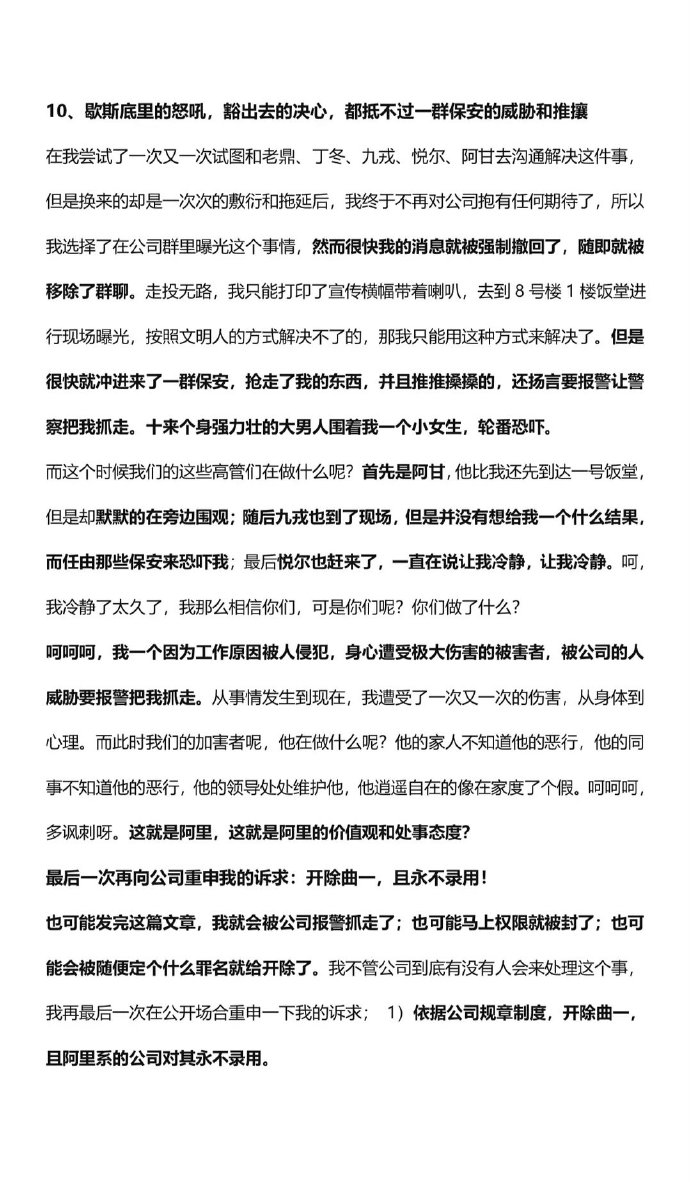 10、歇斯底里的怒吼，豁出去的决心，都抵不过一群保安的威胁和推攘
在我尝试了一次又一次试图和老鼎、丁冬、九戎、悦尔、阿甘去沟通解决这件事，
但是换来的却是一次次的敷衍和拖延后，我终于不再对公司抱有任何期待了，所以
我选择了在公司群里曝光这个事情，然而很快我的消息就被强制撤回了，随即就被
移除了群聊。走投无路，我只能打印了宣传横幅带着喇叭，去到 8 号楼 1 楼饭堂进
行现场曝光，按照文明人的方式解决不了的，那我只能用这种方式来解决了。但是
很快就冲进来了一群保安，抢走了我的东西，并且推推搡搡的，还扬言要报警让警
察把我抓走。十来个身强力壮的大男人围着我一个小女生，轮番恐吓。
而这个时候我们的这些高管们在做什么呢？首先是阿甘，他比我还先到达一号饭堂，
但是却默默的在旁边围观；随后九戎也到了现场，但是并没有想给我一个什么结果，
而任由那些保安来恐吓我；最后悦尔也赶来了，一直在说让我冷静，让我冷静。呵，
我冷静了太久了，我那么相信你们，可是你们呢？你们做了什么？
呵呵呵，我一个因为工作原因被人侵犯，身心遭受极大伤害的被害者，被公司的人
威胁要报警把我抓走。从事情发生到现在，我遭受了一次又一次的伤害，从身体到
心理。而此时我们的加害者呢，他在做什么呢？他的家人不知道他的恶行，他的同
事不知道他的恶行，他的领导处处维护他，他逍遥自在的像在家度了个假。呵呵呵，
多讽刺呀。这就是阿里，这就是阿里的价值观和处事态度？
最后一次再向公司重申我的诉求：开除曲一，且永不录用！
也可能发完这篇文章，我就会被公司报警抓走了；也可能马上权限就被封了；也可
能会被随便定个什么罪名就给开除了。我不管公司到底有没有人会来处理这个事，
我再最后一次在公开场合重申一下我的诉求； 1）依据公司规章制度，开除曲一，
且阿里系的公司对其永不录用。